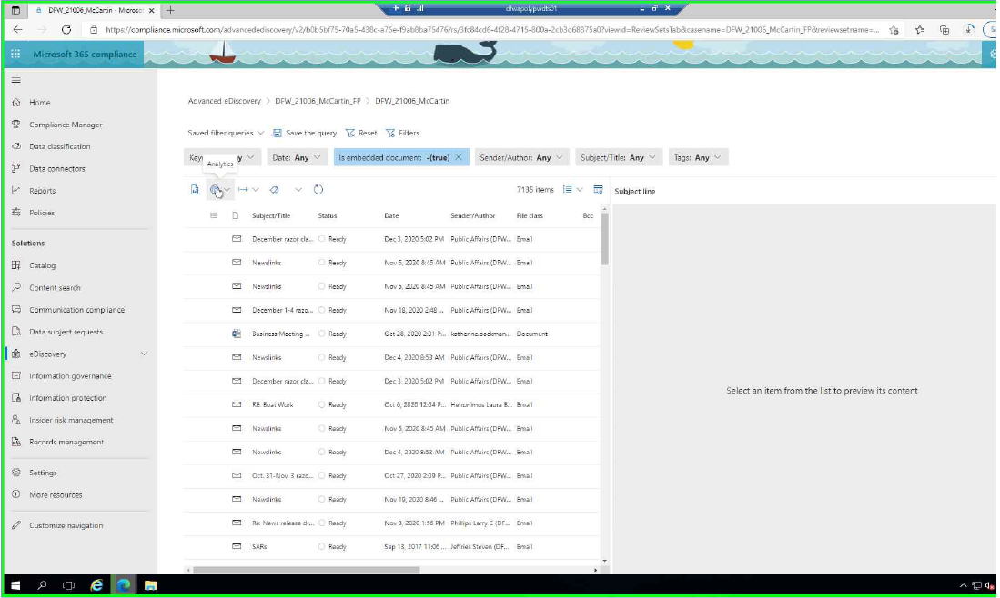 DFW_21006_McCartin - Microsof
dfwapolypwdts01
https://compliance.microsoft.com/advancedediscovery/v2/b0b5bf75-70a5-438c-a76e-f9ab8ba75476/rs/3fc84cd6-4f28-4715-800a-2cb3d68375a0?viewid=ReviewSetsTab&casename=DFW_21006_McCartin_FP&reviewsetname=...
Microsoft 365 compliance
Home
Compliance Manager
Data classification
Data connectors
Reports
Policies
Solutions
Catalog
Content search
Communication compliance
Data subject requests
eDiscovery
Information governance
Information protection
Insider risk management
Records management
Settings
More resources
Customize navigation
Advanced eDiscovery > DFW_21006_McCartin_FP > DFW_21006_McCartin
Saved filter queries Save the query Reset Filters
Date: Any Is embedded document: -(true) Sender/Author: Any Subject/Title: Any Tags: Any
Analytics
7135 items
Subject line
Subject/Title Status Date Sender/Author File class Bcc
December razor cla... Ready Dec 3, 2020 5:02 PM Public Affairs (DFW... Email
Newslinks Ready Nov 5, 2020 8:45 AM Public Affairs (DFW... Email
Newslinks Ready Nov 5, 2020 8:45 AM Public Affairs (DFW... Email
December 1-4 razo... Ready Nov 18, 2020 2:48 ... Public Affairs (DFW... Email
Business Meeting ... Ready Oct 28, 2020 2:31 P... katherine.backman... Document
Newslinks Ready Dec 4, 2020 8:53 AM Public Affairs (DFW... Email
December razor cla... Ready Dec 3, 2020 5:02 PM Public Affairs (DFW... Email
RE: Boat Work Ready Oct 6, 2020 12:04 P... Heironimus Laura B... Email
Newslinks Ready Nov 5, 2020 8:45 AM Public Affairs (DFW... Email
Newslinks Ready Dec 4, 2020 8:53 AM Public Affairs (DFW... Email
Oct. 31-Nov. 3 razo... Ready Oct 27, 2020 2:09 P... Public Affairs (DFW... Email
Newslinks Ready Nov 19, 2020 8:46 ... Public Affairs (DFW... Email
Re: News release dr... Ready Nov 3, 2020 1:56 PM Phillips Larry C (DF... Email
SARs Ready Sep 13, 2017 11:06 ... Jeffries Steven (DF... Email
Select an item from the list to preview its content